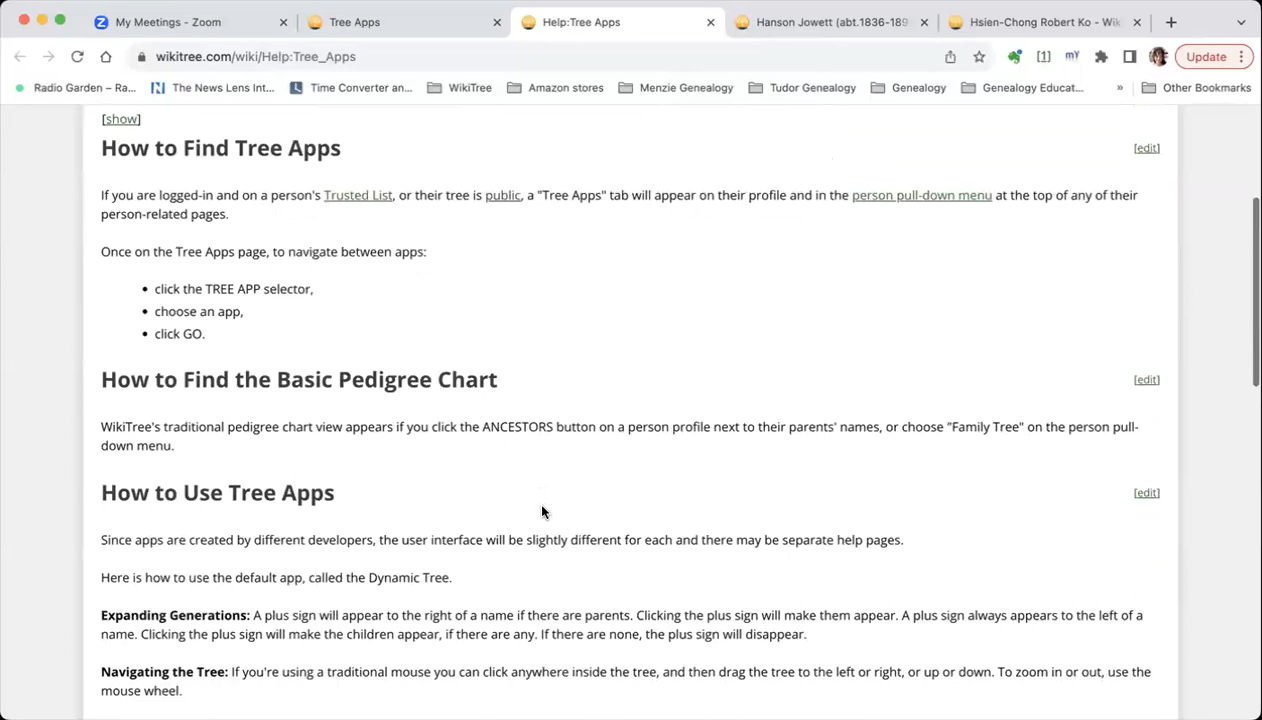 My Meetings - Zoom
Tree Apps
Help:Tree Apps
Hanson Jowett (abt.1836-189
Hsien-Chong Robert Ko - Wik
wikitree.com/wiki/Help:Tree_Apps
[1]
mY
Update
Radio Garden – Ra...
The News Lens Int...
Time Converter an...
WikiTree
Amazon stores
Menzie Genealogy
Tudor Genealogy
Genealogy
Genealogy Educat...
»
Other Bookmarks
[show]
How to Find Tree Apps
[edit]
If you are logged-in and on a person's Trusted List, or their tree is public, a "Tree Apps" tab will appear on their profile and in the person pull-down menu at the top of any of their
person-related pages.
Once on the Tree Apps page, to navigate between apps:
• click the TREE APP selector,
• choose an app,
• click GO.
How to Find the Basic Pedigree Chart
[edit]
WikiTree's traditional pedigree chart view appears if you click the ANCESTORS button on a person profile next to their parents' names, or choose "Family Tree" on the person pull-
down menu.
How to Use Tree Apps
[edit]
Since apps are created by different developers, the user interface will be slightly different for each and there may be separate help pages.
Here is how to use the default app, called the Dynamic Tree.
Expanding Generations: A plus sign will appear to the right of a name if there are parents. Clicking the plus sign will make them appear. A plus sign always appears to the left of a
name. Clicking the plus sign will make the children appear, if there are any. If there are none, the plus sign will disappear.
Navigating the Tree: If you're using a traditional mouse you can click anywhere inside the tree, and then drag the tree to the left or right, or up or down. To zoom in or out, use the
mouse wheel.